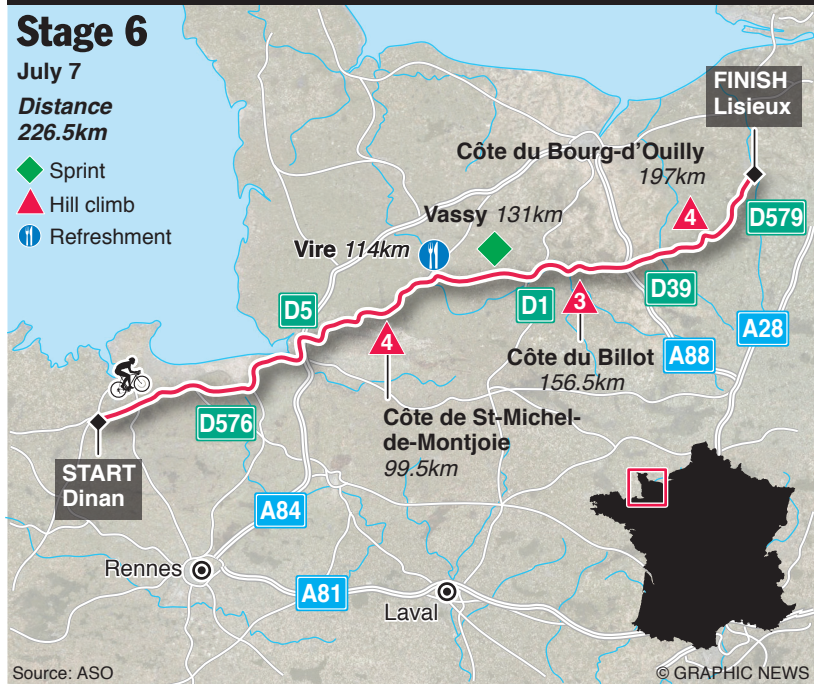 Stage 6
July 7
Distance
226.5km
Sprint
Hill climb
Refreshment
FINISH
Lisieux
Côte du Bourg-d'Ouilly
197km
4
D579
Vassy 131km
Vire 114km
D5
D1
3
D39
4
A28
Côte du Billot
156.5km
A88
D576
Côte de St-Michel-
de-Montjoie
99.5km
START
Dinan
A84
Rennes
A81
Laval
Source: ASO
© GRAPHIC NEWS